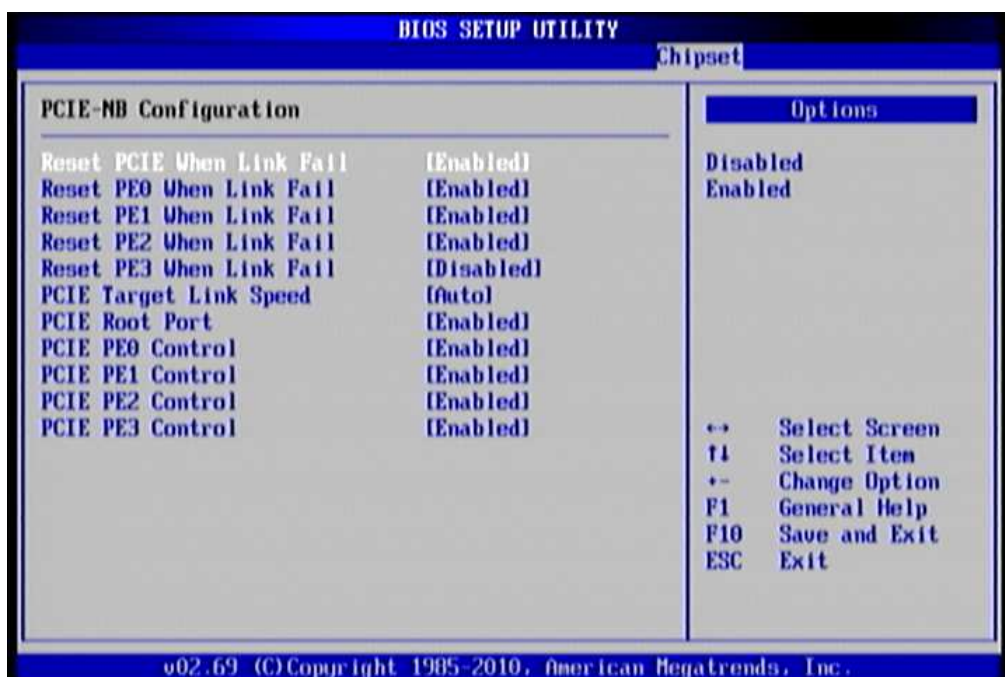 BIOS SETUP UTILITY
Chipset
PCIE-NB Configuration
Reset PCIE When Link Fail [Enabled]
Reset PE0 When Link Fail [Enabled]
Reset PE1 When Link Fail [Enabled]
Reset PE2 When Link Fail [Enabled]
Reset PE3 When Link Fail [Disabled]
PCIE Target Link Speed [Auto]
PCIE Root Port [Enabled]
PCIE PE0 Control [Enabled]
PCIE PE1 Control [Enabled]
PCIE PE2 Control [Enabled]
PCIE PE3 Control [Enabled]
Options
Disabled
Enabled
↔ Select Screen
↑↓ Select Item
+- Change Option
F1 General Help
F10 Save and Exit
ESC Exit
v02.69 (C)Copyright 1985-2010, American Megatrends, Inc.